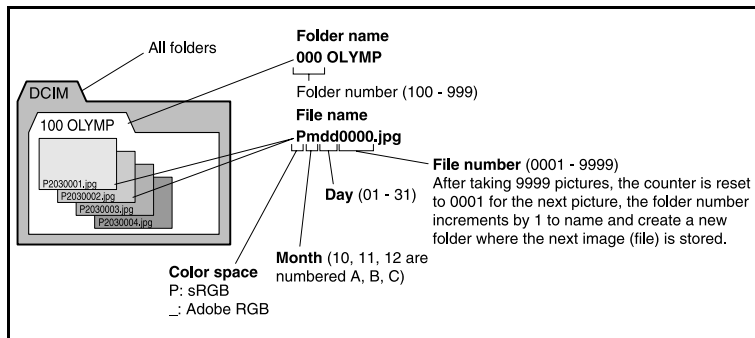 All folders
DCIM
100 OLYMP
P2030001.jpg
P2030002.jpg
P2030003.jpg
P2030004.jpg
Folder name
000 OLYMP
Folder number (100 - 999)
File name
Pmdd0000.jpg
File number (0001 - 9999)
After taking 9999 pictures, the counter is reset
to 0001 for the next picture, the folder number
increments by 1 to name and create a new
folder where the next image (file) is stored.
Day (01 - 31)
Month (10, 11, 12 are
numbered A, B, C)
Color space
P: sRGB
_: Adobe RGB